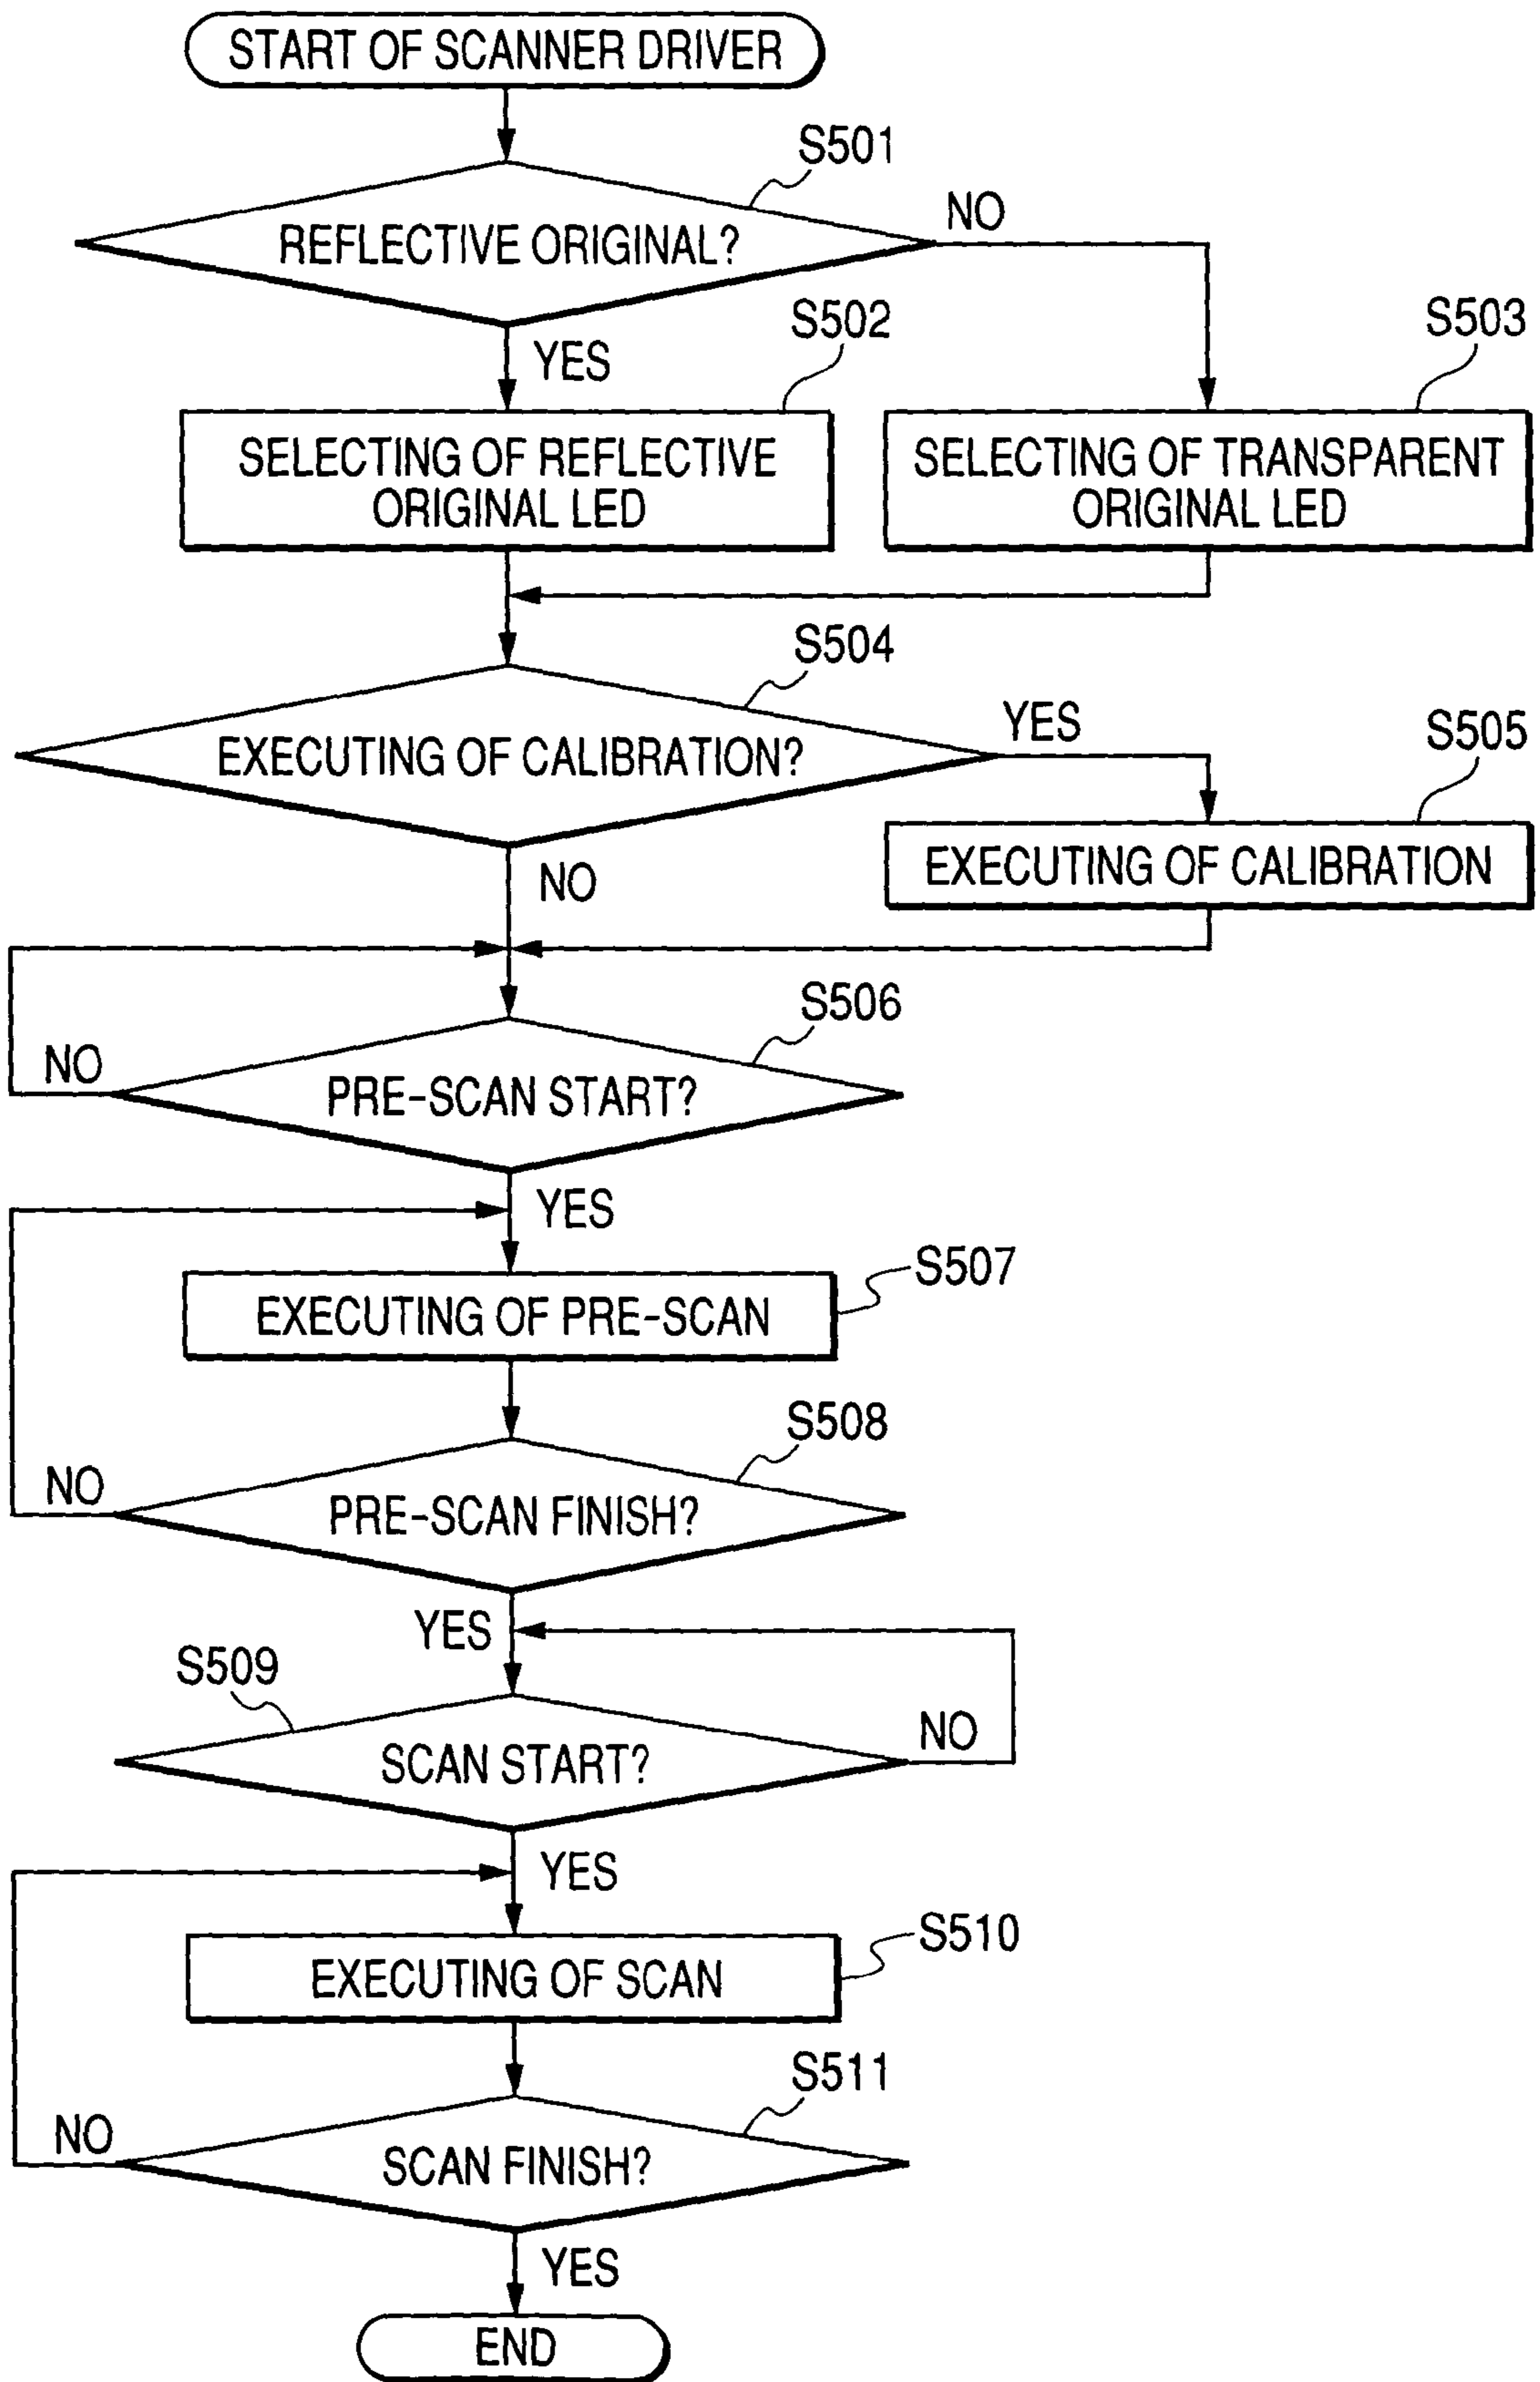 START OF SCANNER DRIVER
S501
REFLECTIVE ORIGINAL?
NO
YES
S502
S503
SELECTING OF REFLECTIVE
ORIGINAL LED
SELECTING OF TRANSPARENT
ORIGINAL LED
S504
EXECUTING OF CALIBRATION?
YES
S505
EXECUTING OF CALIBRATION
NO
S506
NO
PRE-SCAN START?
YES
S507
EXECUTING OF PRE-SCAN
S508
NO
PRE-SCAN FINISH?
YES
S509
NO
SCAN START?
YES
S510
EXECUTING OF SCAN
S511
NO
SCAN FINISH?
YES
END